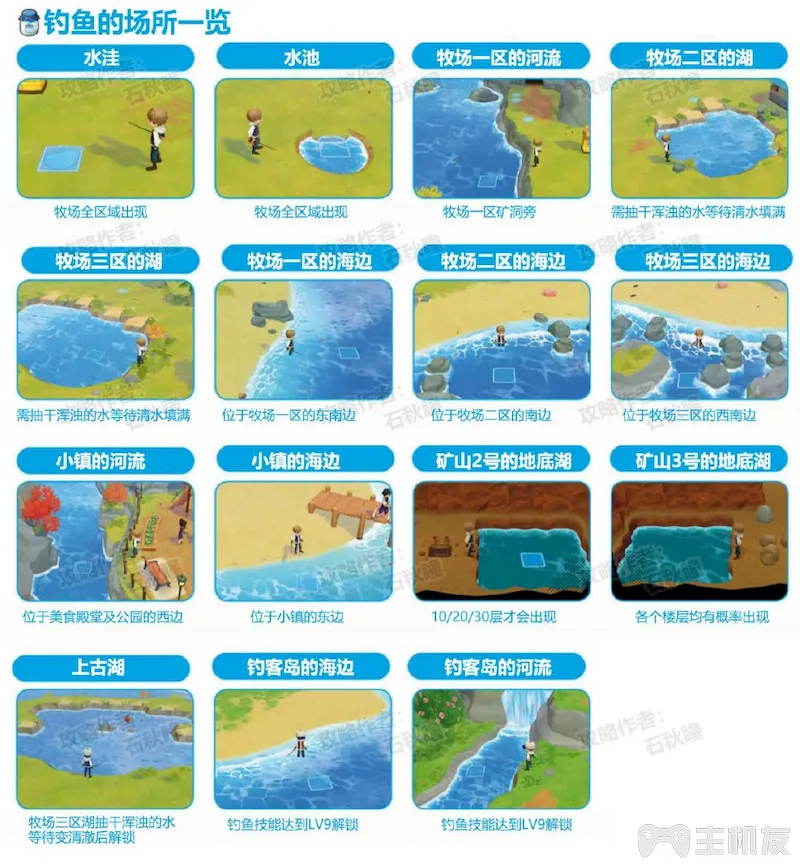 钓鱼的场所一览
水洼
水池
牧场一区的河流
牧场二区的湖
牧场全区域出现
牧场全区域出现
牧场一区矿洞旁
需抽干浑浊的水等待清水填满
牧场三区的湖
牧场一区的海边
牧场二区的海边
牧场三区的海边
需抽干浑浊的水等待清水填满
位于牧场一区的东南边
位于牧场二区的南边
位于牧场三区的西南边
小镇的河流
小镇的海边
矿山2号的地底湖
矿山3号的地底湖
位于美食殿堂及公园的西边
位于小镇的东边
10/20/30层才会出现
各个楼层均有概率出现
上古湖
钓客岛的海边
钓客岛的河流
牧场三区湖抽干浑浊的水
等待变清澈后解锁
钓鱼技能达到LV9解锁
钓鱼技能达到LV9解锁
攻略作者：
石秋瞳
主机友